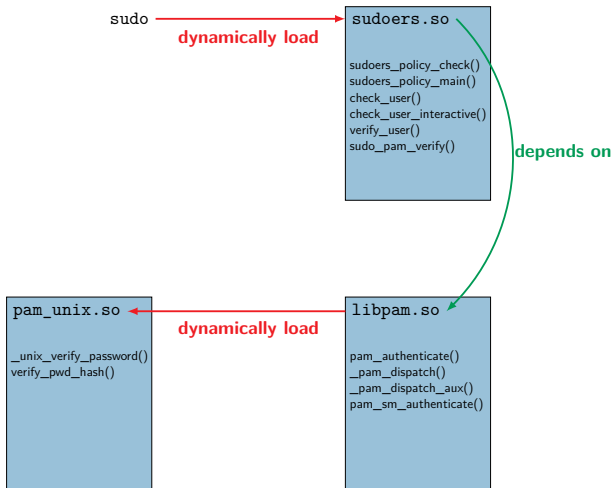 sudo
dynamically load
sudoers.so
sudoers_policy_check()
sudoers_policy_main()
check_user()
check_user_interactive()
verify_user()
sudo_pam_verify()
depends on
pam_unix.so
_unix_verify_password()
verify_pwd_hash()
dynamically load
libpam.so
pam_authenticate()
_pam_dispatch()
_pam_dispatch_aux()
pam_sm_authenticate()